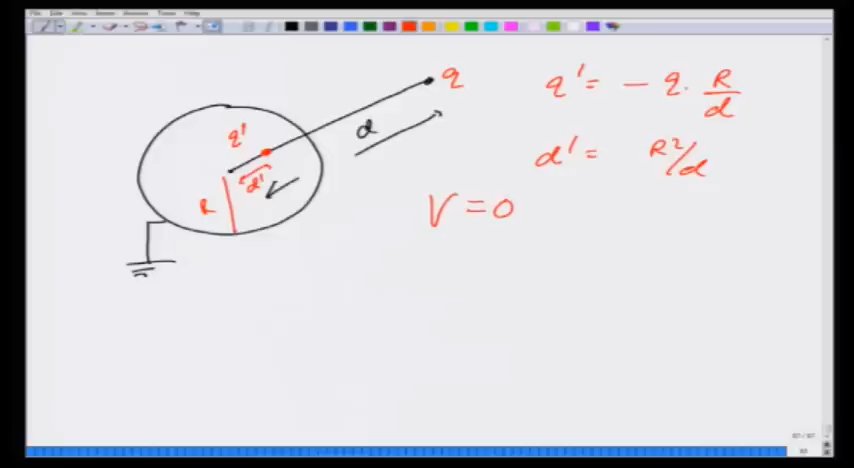 q
q' = - q. R/d
q'
d
d' = R²/d
d'
R
V = 0